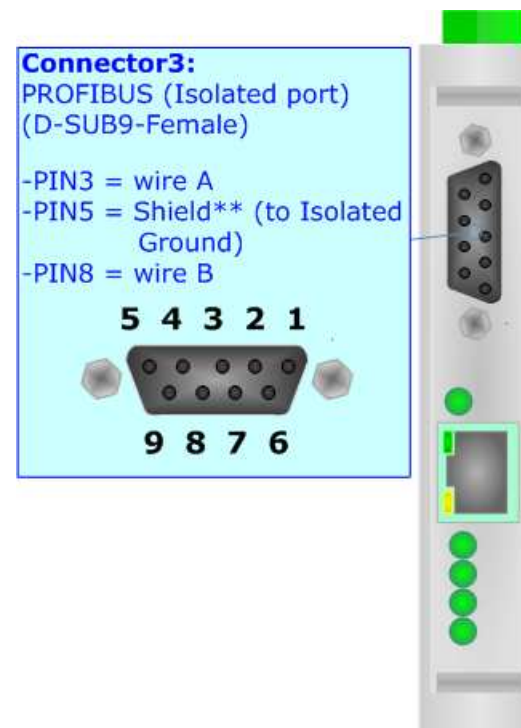 Connector3:
PROFIBUS (Isolated port)
(D-SUB9-Female)
-PIN3 = wire A
-PIN5 = Shield** (to Isolated
Ground)
-PIN8 = wire B
5 4 3 2 1
9 8 7 6